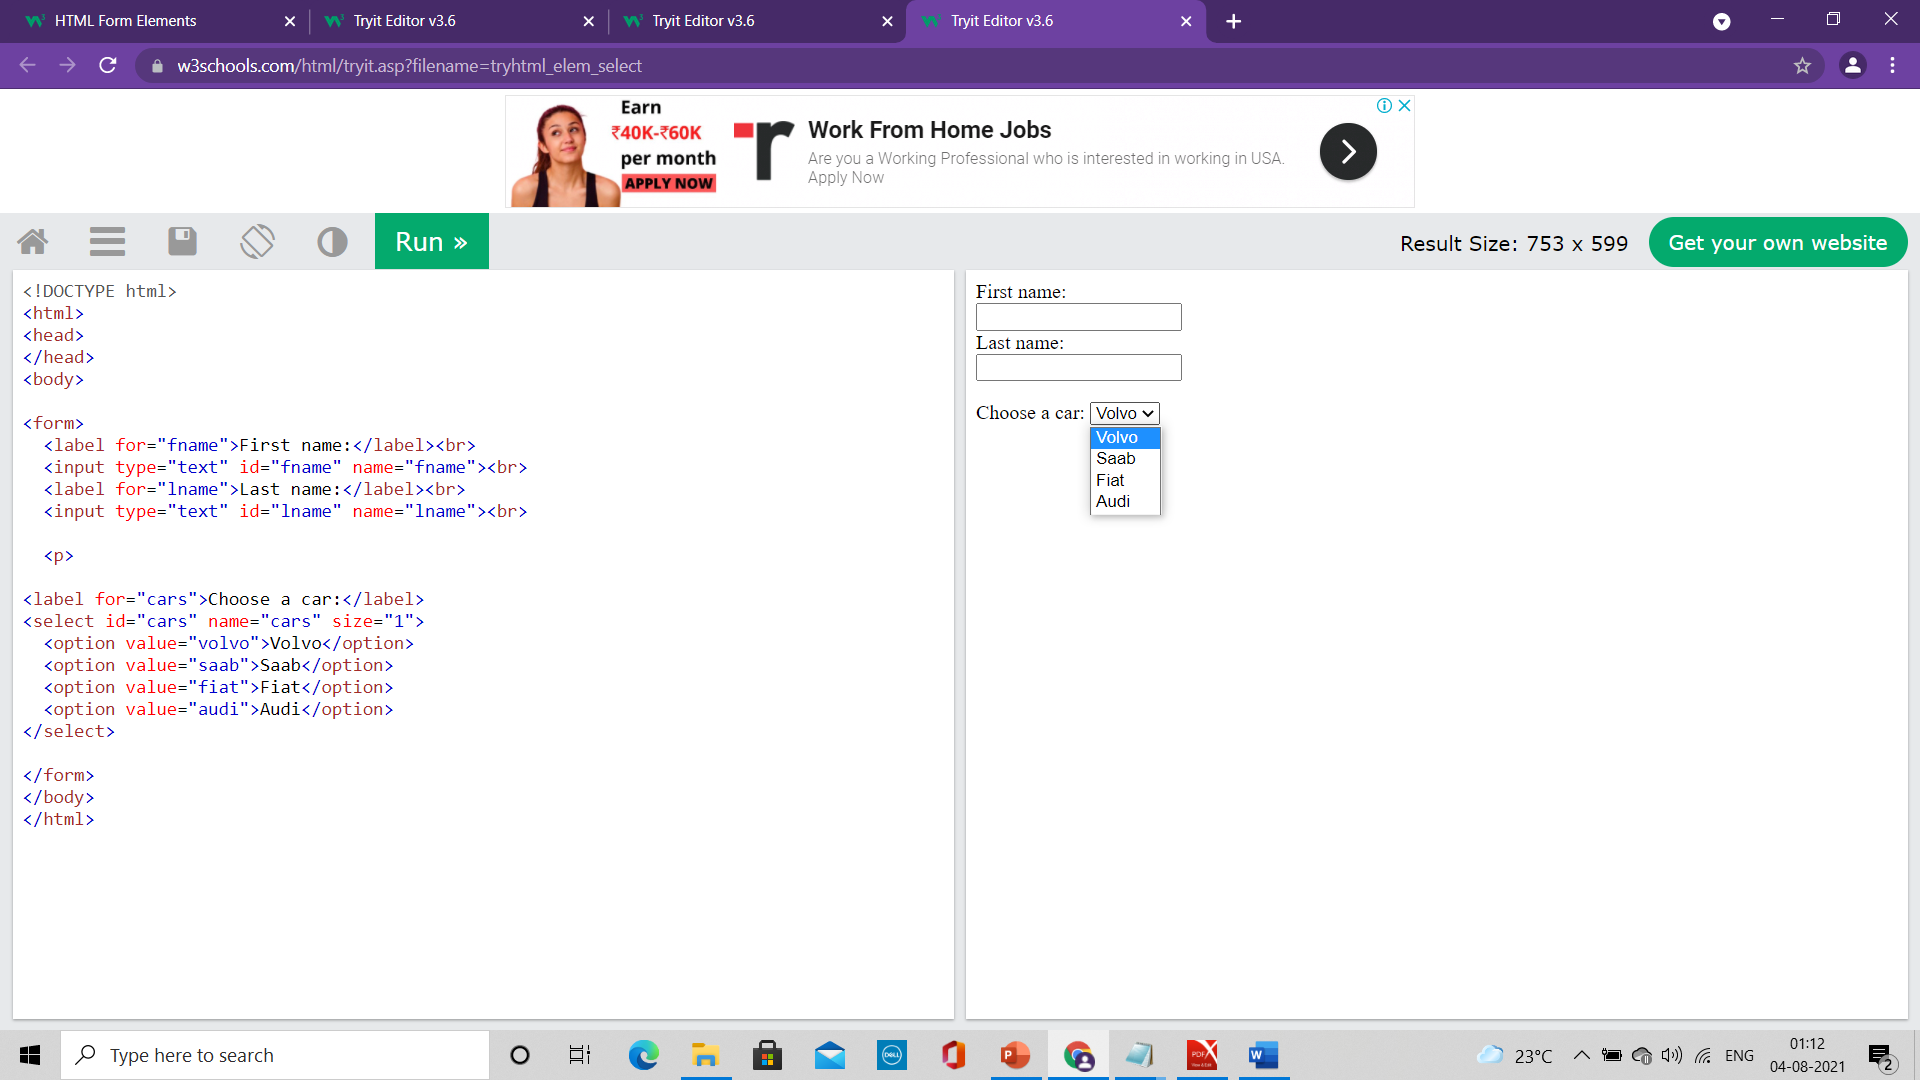 HTML Form Elements
Tryit Editor v3.6
Tryit Editor v3.6
Tryit Editor v3.6
w3schools.com/html/tryit.asp?filename=tryhtml_elem_select
Earn
₹40K-₹60K
per month
APPLY NOW
r
Work From Home Jobs
Are you a Working Professional who is interested in working in USA.
Apply Now
Run »
Result Size: 753 x 599
Get your own website
<!DOCTYPE html>
<html>
<head>
</head>
<body>
<form>
<label for="fname">First name:</label><br>
<input type="text" id="fname" name="fname"><br>
<label for="lname">Last name:</label><br>
<input type="text" id="lname" name="lname"><br>
<p>
<label for="cars">Choose a car:</label>
<select id="cars" name="cars" size="1">
<option value="volvo">Volvo</option>
<option value="saab">Saab</option>
<option value="fiat">Fiat</option>
<option value="audi">Audi</option>
</select>
</form>
</body>
</html>
First name:
Last name:
Choose a car: Volvo
Volvo
Saab
Fiat
Audi
Type here to search
DELL
P
PDF X
View & Edit
W
23°C
ENG
01:12
04-08-2021
2